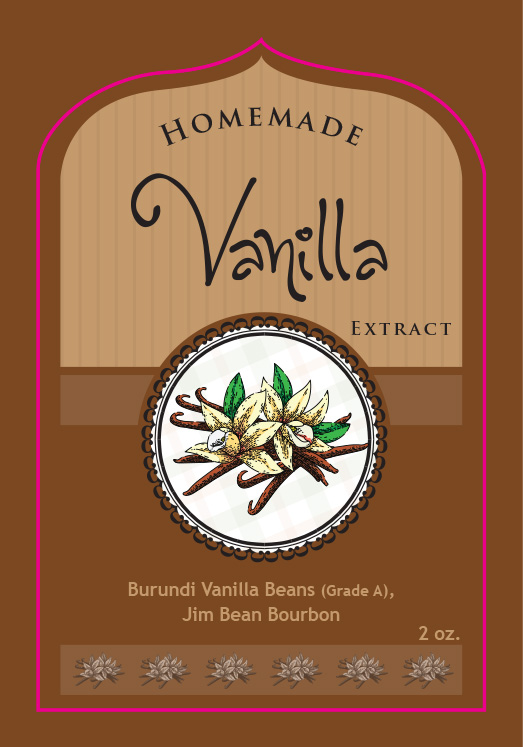 HOMEMADE
Vanilla
EXTRACT
Burundi Vanilla Beans (Grade A),
Jim Bean Bourbon
2 oz.